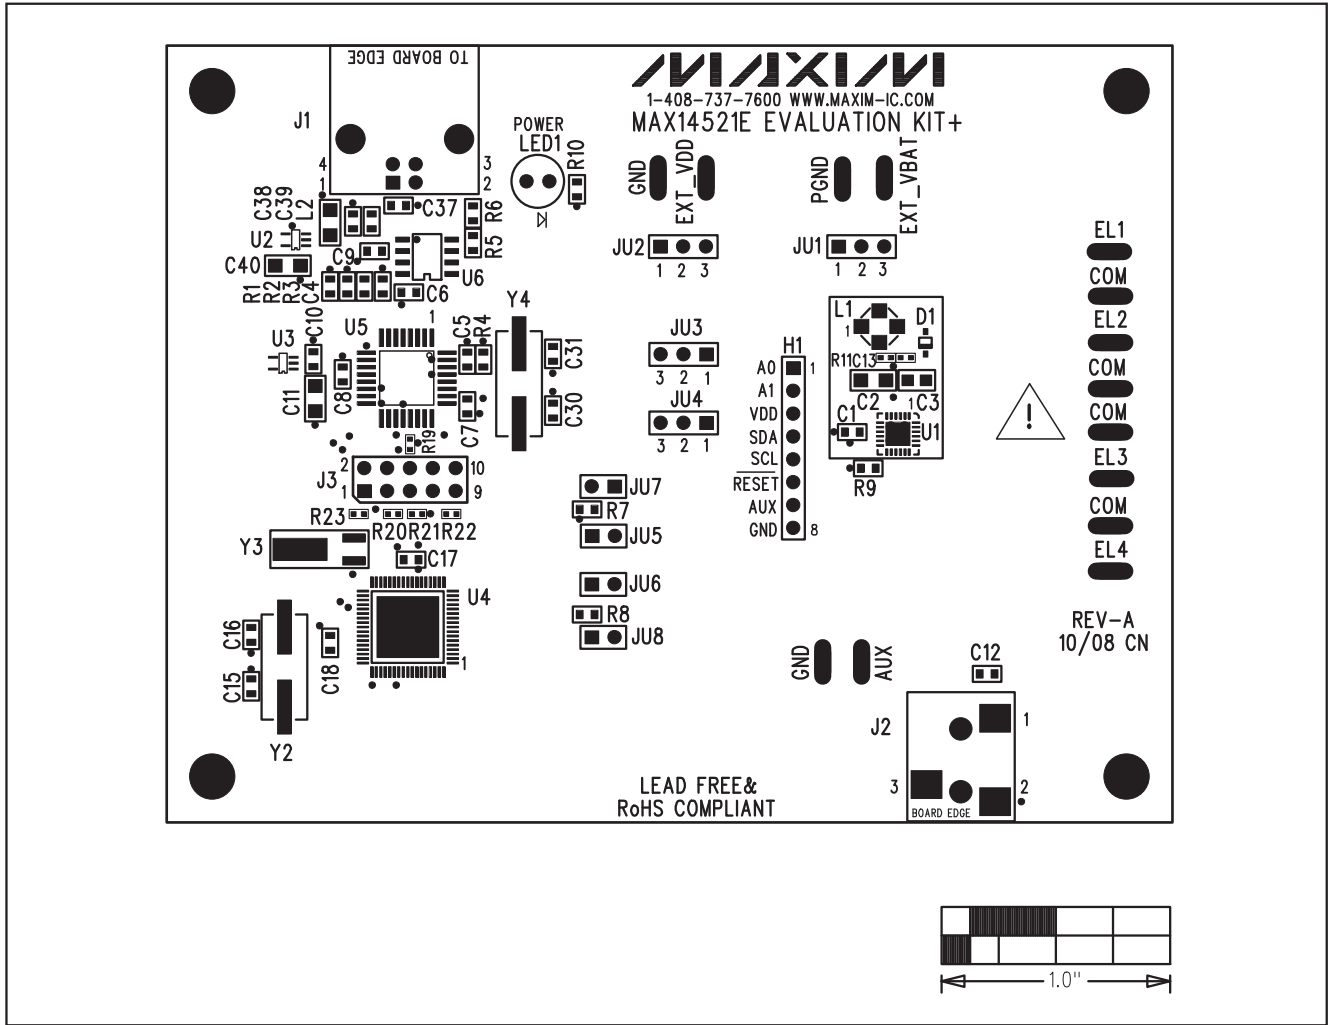 TO BOARD EDGE
MAXIM
1-408-737-7600 WWW.MAXIM-IC.COM
MAX14521E EVALUATION KIT+
J1
4
3
1
2
POWER
LED1
R10
GND
EXT_VDD
PGND
EXT_VBAT
C38
C39
L2
C37
R6
R5
U2
C9
U6
C40
R1
R2
R3
C4
C6
JU2
1 2 3
JU1
1 2 3
EL1
COM
EL2
COM
COM
EL3
COM
EL4
U3
C10
U5
1
C5
R4
Y4
C31
C30
C11
C8
C7
R19
JU3
3 2 1
JU4
3 2 1
H1
A0
1
A1
VDD
SDA
SCL
RESET
AUX
GND
8
L1
1
D1
R11
C13
C2
C3
1
C1
U1
R9
!
J3
2
10
1
9
R23
R20
R21
R22
Y3
C17
U4
1
JU7
R7
JU5
JU6
R8
JU8
C16
C15
C18
Y2
REV-A
10/08 CN
GND
AUX
C12
J2
1
3
2
BOARD EDGE
LEAD FREE&
RoHS COMPLIANT
1.0"